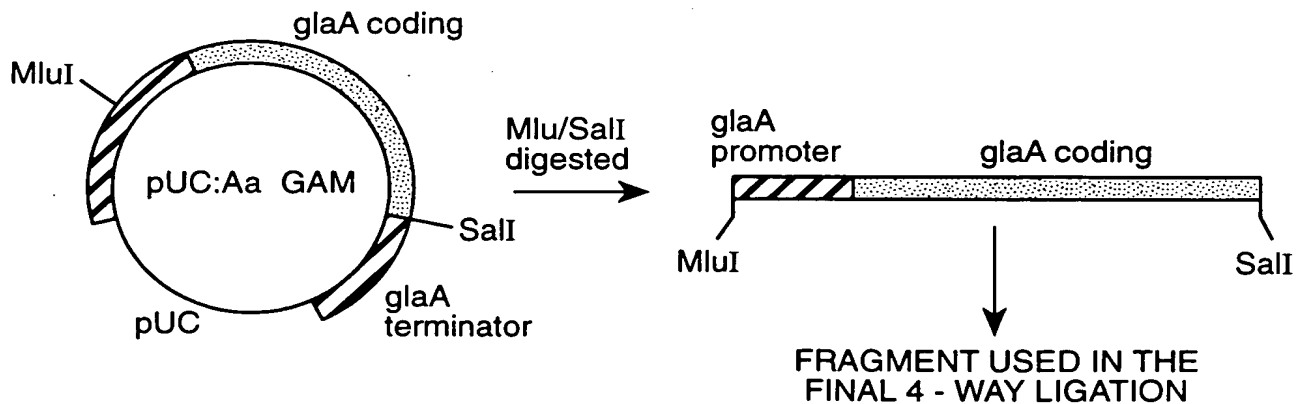 glaA coding
MluI
pUC:Aa GAM
SalI
glaA
terminator
pUC
Mlu/SalI
digested
glaA
promoter
glaA coding
MluI
SalI
FRAGMENT USED IN THE
FINAL 4 - WAY LIGATION